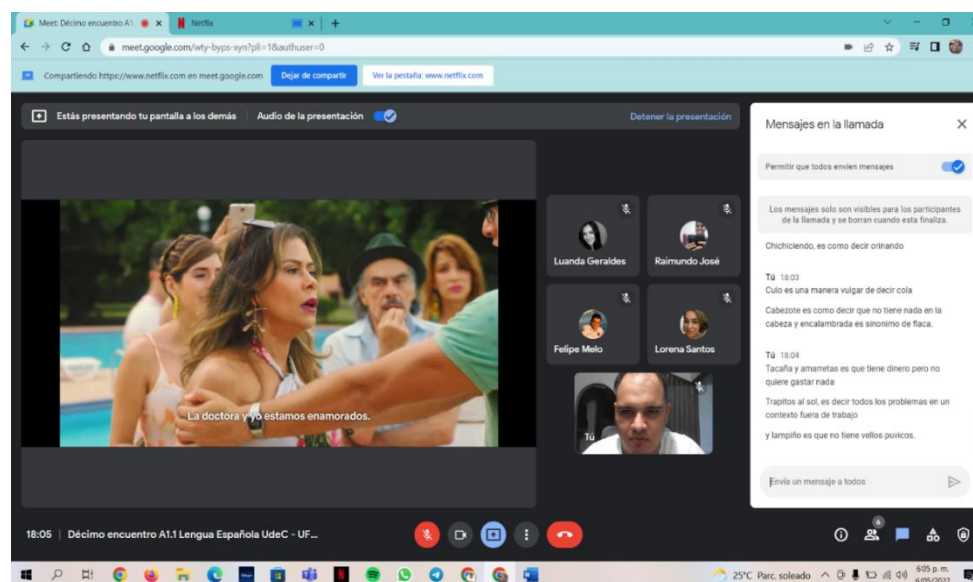 Meet: Décimo encuentro A1
Netflix
meet.google.com/wty-byps-xyn?pli=1&authuser=0
Compartiendo https://www.netflix.com en meet.google.com
Dejar de compartir
Ver la pestaña: www.netflix.com
Estás presentando tu pantalla a los demás
Audio de la presentación
Detener la presentación
La doctora y yo estamos enamorados.
Luanda Geraldes
Raimundo José
Felipe Melo
Lorena Santos
Tú
Mensajes en la llamada
Permitir que todos envíen mensajes
Los mensajes solo son visibles para los participantes
de la llamada y se borran cuando esta finaliza.
Chichiciendo, es como decir orinando
Tú 18:03
Culo es una manera vulgar de decir cola
Cabezote es como decir que no tiene nada en la
cabeza y encalambrada es sinonimo de flaca.
Tú 18:04
Tacaña y amarretas es que tiene dinero pero no
quiere gastar nada
Trapitos al sol, es decir todos los problemas en un
contexto fuera de trabajo
y lampiño es que no tiene vellos puvicos.
Envía un mensaje a todos
18:05 | Décimo encuentro A1.1 Lengua Española UdeC - UF...
6
25°C Parc. soleado
6:05 p. m.
6/05/2022